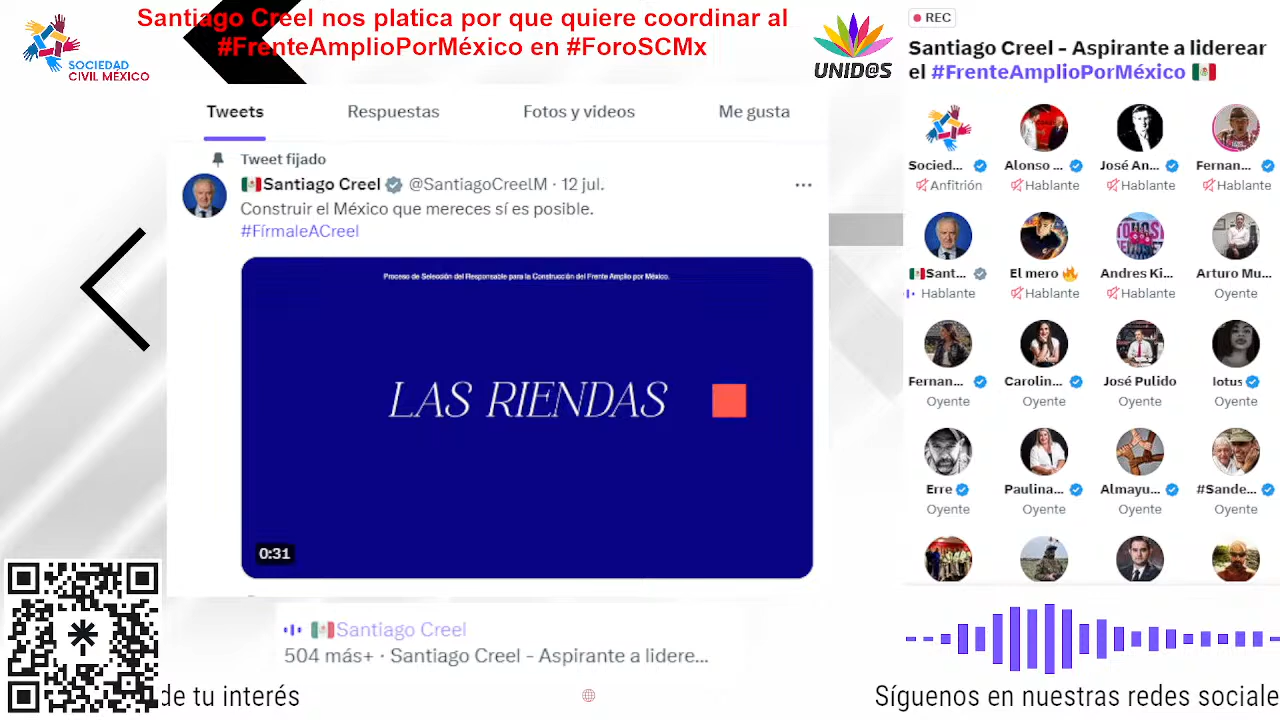 Santiago Creel nos platica por que quiere coordinar al
#FrenteAmplioPorMéxico en #ForoSCMx
SOCIEDAD
CIVIL MÉXICO
UNID@S
Tweets
Respuestas
Fotos y videos
Me gusta
Tweet fijado
Santiago Creel @SantiagoCreelM · 12 jul.
Construir el México que mereces sí es posible.
#FírmaleACreel
Proceso de Selección del Responsable para la Construcción del Frente Amplio por México.
LAS RIENDAS
0:31
Santiago Creel
504 más+ · Santiago Creel – Aspirante a lidere...
REC
Santiago Creel – Aspirante a liderear
el #FrenteAmplioPorMéxico
Socied... Alonso ... José An... Fernan...
Anfitrión Hablante Hablante Hablante
Sant... El mero Andres Ki... Arturo Mu...
Hablante Hablante Hablante Oyente
Fernan... Carolin... José Pulido lotus
Oyente Oyente Oyente Oyente
Erre Paulina... Almayu... #Sande...
Oyente Oyente Oyente Oyente
de tu interés
Síguenos en nuestras redes sociale